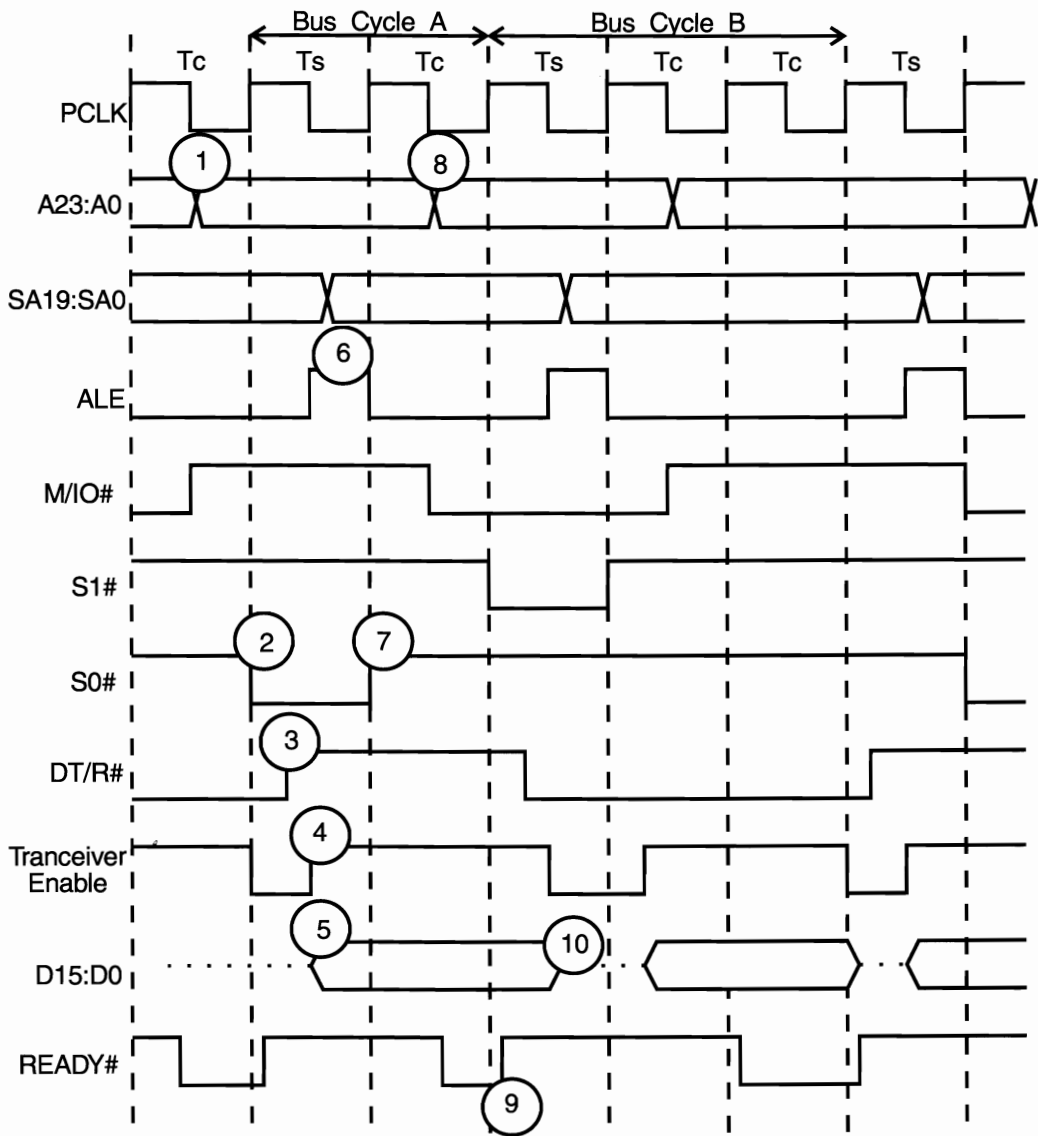 Bus Cycle A
Bus Cycle B
Tc
Ts
Tc
Ts
Tc
Tc
Ts
PCLK
1
8
A23:A0
SA19:SA0
6
ALE
M/IO#
S1#
2
7
S0#
3
DT/R#
4
Tranceiver
Enable
5
10
D15:D0
READY#
9